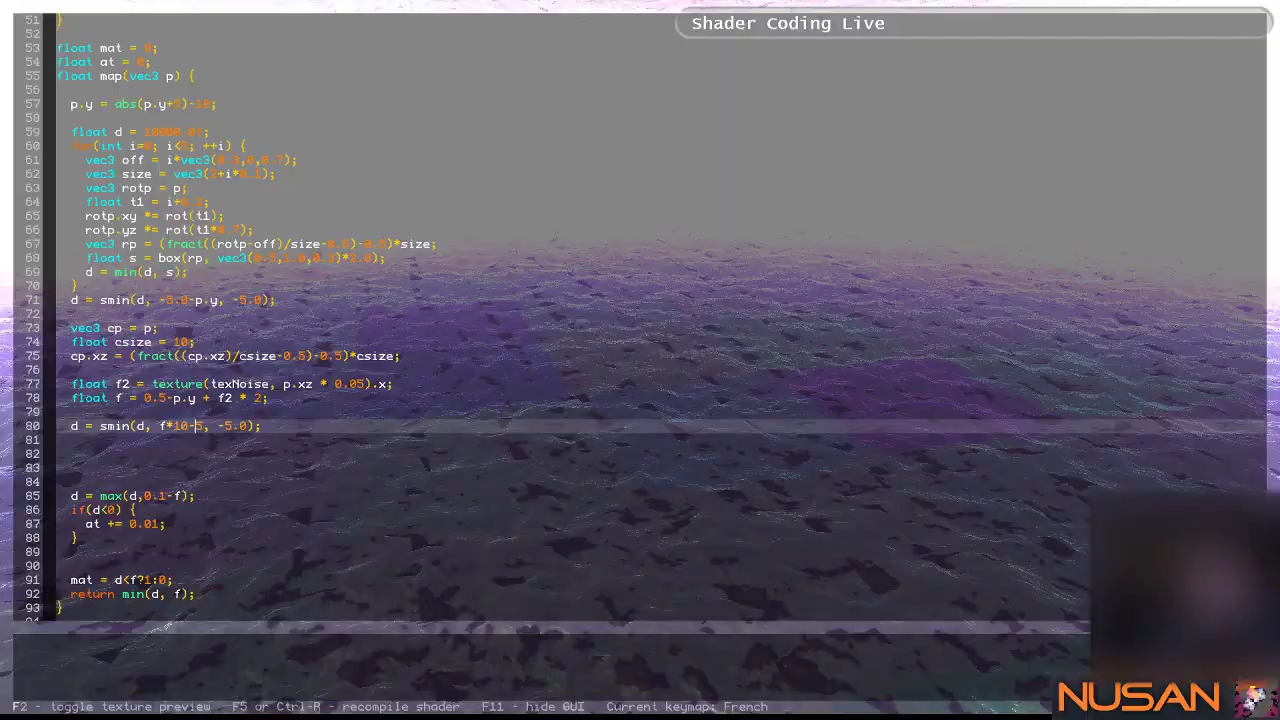 Shader Coding Live
51 }
52
53 float mat = 0;
54 float at = 0;
55 float map(vec3 p) {
56
57 p.y = abs(p.y+5)-10;
58
59 float d = 10000.0f;
60 for(int i=0; i<5; ++i) {
61 vec3 off = i*vec3(0.3,0,0.7);
62 vec3 size = vec3(2+i*0.1);
63 vec3 rotp = p;
64 float t1 = i+0.2;
65 rotp.xy *= rot(t1);
66 rotp.yz *= rot(t1*0.7);
67 vec3 rp = (fract((rotp-off)/size-0.5)-0.5)*size;
68 float s = box(rp, vec3(0.5,1.0,0.3)*2.0);
69 d = min(d, s);
70 }
71 d = smin(d, -5.0-p.y, -5.0);
72
73 vec3 cp = p;
74 float csize = 10;
75 cp.xz = (fract((cp.xz)/csize-0.5)-0.5)*csize;
76
77 float f2 = texture(texNoise, p.xz * 0.05).x;
78 float f = 0.5-p.y + f2 * 2;
79
80 d = smin(d, f*10-5, -5.0);
81
82
83
84
85 d = max(d,0.1-f);
86 if(d<0) {
87 at += 0.01;
88 }
89
90
91 mat = d<f?1:0;
92 return min(d, f);
93 }
94
F2 - toggle texture preview F5 or Ctrl-R - recompile shader F11 - hide GUI Current keymap: French
NUSAN